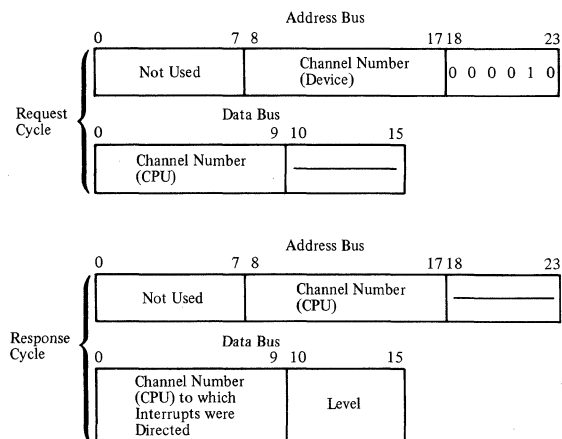 Address Bus
0 7 8 17 18 23
Not Used
Channel Number
(Device)
0 0 0 0 1 0
Request
Cycle
Data Bus
0 9 10 15
Channel Number
(CPU)
Address Bus
0 7 8 17 18 23
Not Used
Channel Number
(CPU)
Response
Cycle
Data Bus
0 9 10 15
Channel Number
(CPU) to which
Interrupts were
Directed
Level